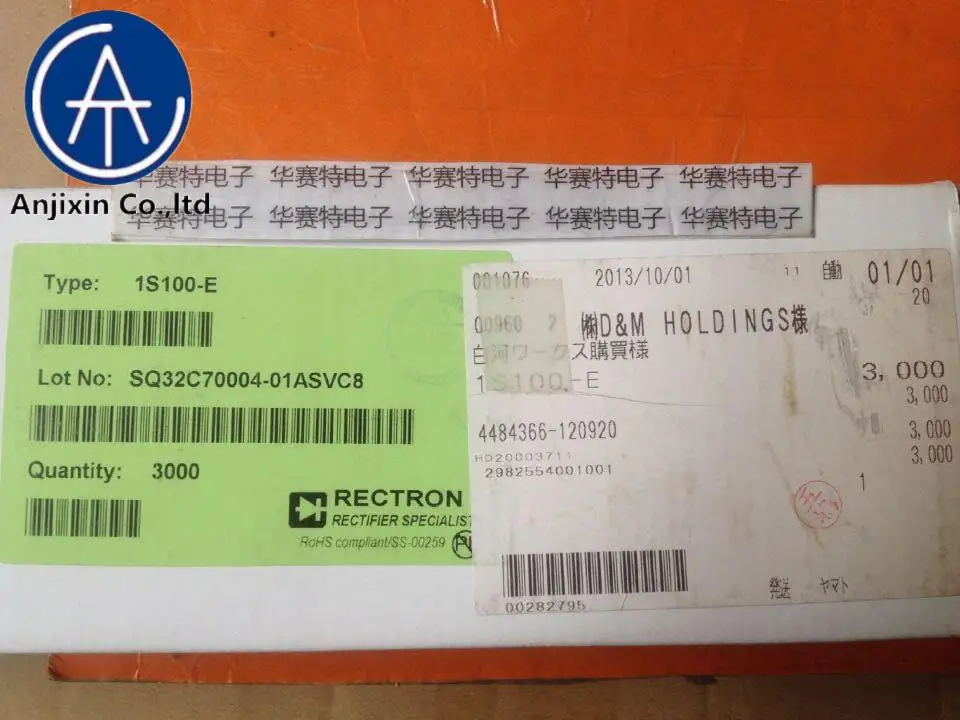 Anjixin Co.,ltd
华赛特电子 华赛特电子 华赛特电子 华赛特电子 华赛特电子
华赛特电子 华赛特电子 华赛特电子 华赛特电子 华赛特电子
Type: 1S100-E
Lot No: SQ32C70004-01ASVC8
Quantity: 3000
RECTRON
RECTIFIER SPECIALIST
RoHS compliant/SS-00259
001076 2013/10/01 11 自動 01/01
20
00960 2 ㈱D&M HOLDINGS様
白河ワークス購買様
1S100-E 3,000
3,000
4484366-120920 3,000
HD20003711 3,000
2982554001001
1
00282795
発送 ヤマト